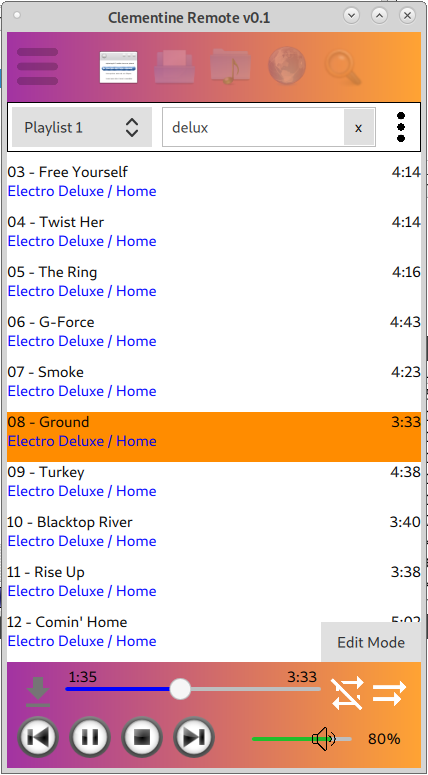 Clementine Remote v0.1
Playlist 1
delux
x
03 - Free Yourself 4:14
Electro Deluxe / Home
04 - Twist Her 4:14
Electro Deluxe / Home
05 - The Ring 4:16
Electro Deluxe / Home
06 - G-Force 4:43
Electro Deluxe / Home
07 - Smoke 4:23
Electro Deluxe / Home
08 - Ground 3:33
Electro Deluxe / Home
09 - Turkey 4:38
Electro Deluxe / Home
10 - Blacktop River 3:40
Electro Deluxe / Home
11 - Rise Up 3:38
Electro Deluxe / Home
12 - Comin' Home
Electro Deluxe / Home
Edit Mode
1:35 3:33
80%